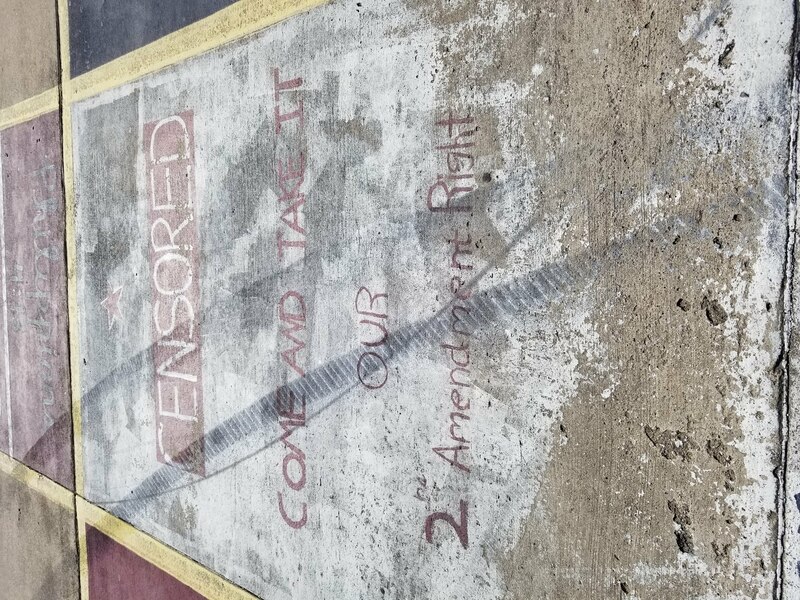 CENSORED
COME AND TAKE IT
OUR
2nd Amendment Right